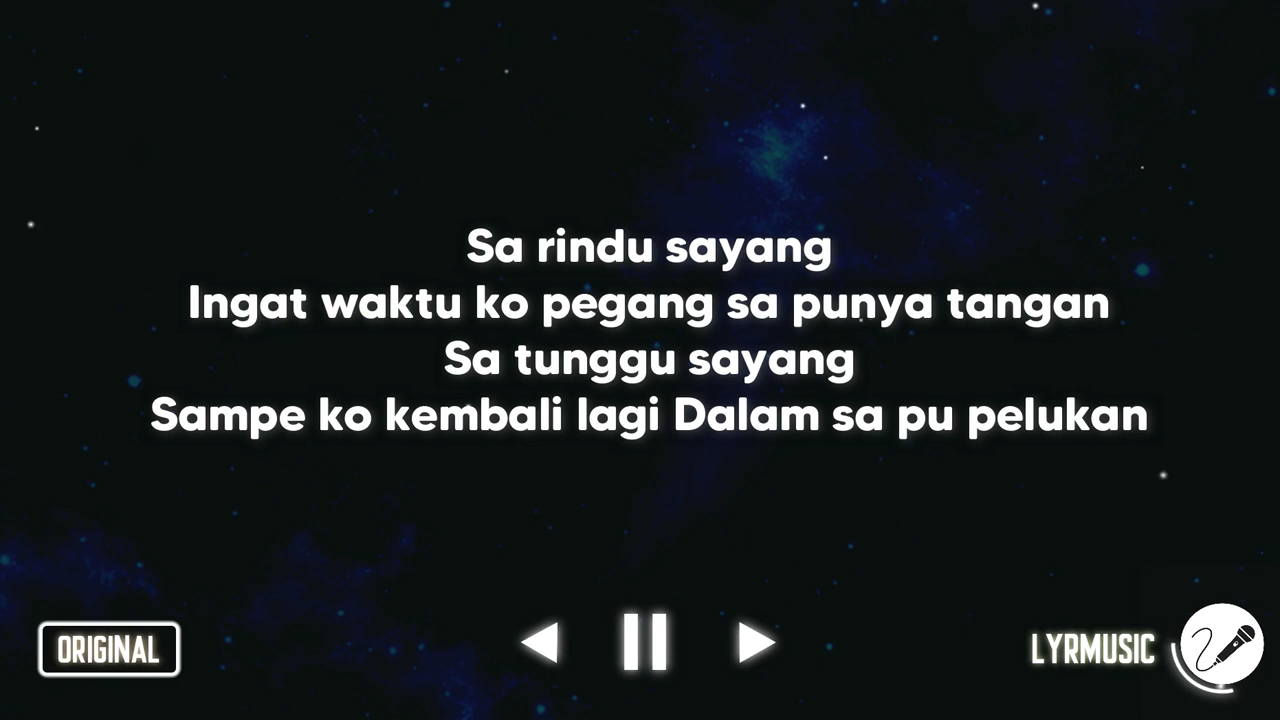 Sa rindu sayang
Ingat waktu ko pegang sa punya tangan
Sa tunggu sayang
Sampe ko kembali lagi Dalam sa pu pelukan
ORIGINAL
LYRMUSIC